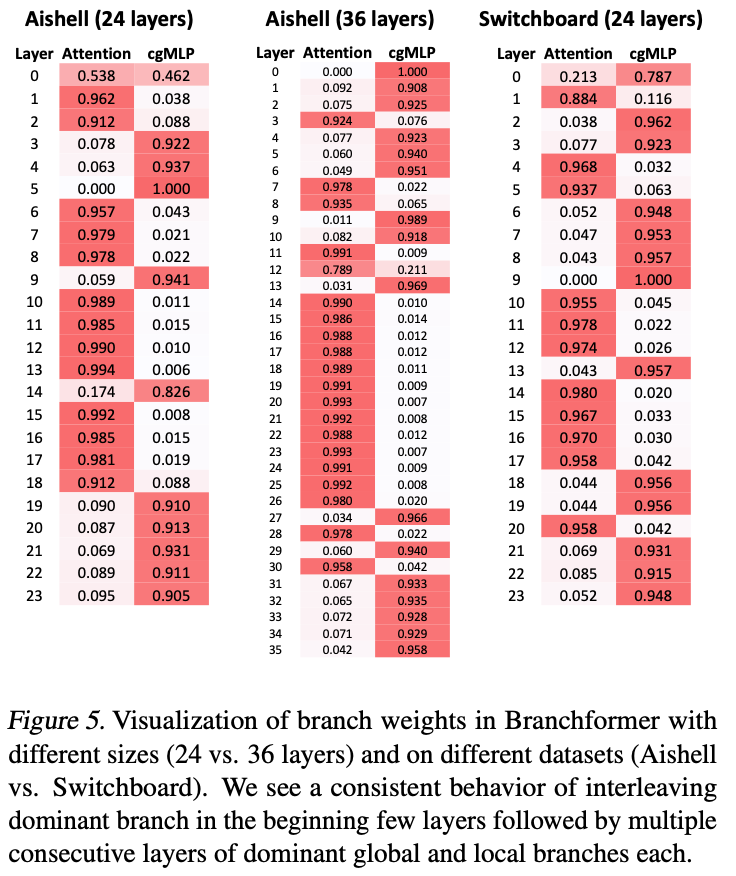 Aishell (24 layers)
Layer Attention cgMLP
0 0.538 0.462
1 0.962 0.038
2 0.912 0.088
3 0.078 0.922
4 0.063 0.937
5 0.000 1.000
6 0.957 0.043
7 0.979 0.021
8 0.978 0.022
9 0.059 0.941
10 0.989 0.011
11 0.985 0.015
12 0.990 0.010
13 0.994 0.006
14 0.174 0.826
15 0.992 0.008
16 0.985 0.015
17 0.981 0.019
18 0.912 0.088
19 0.090 0.910
20 0.087 0.913
21 0.069 0.931
22 0.089 0.911
23 0.095 0.905
Aishell (36 layers)
Layer Attention cgMLP
0 0.000 1.000
1 0.092 0.908
2 0.075 0.925
3 0.924 0.076
4 0.077 0.923
5 0.060 0.940
6 0.049 0.951
7 0.978 0.022
8 0.935 0.065
9 0.011 0.989
10 0.082 0.918
11 0.991 0.009
12 0.789 0.211
13 0.031 0.969
14 0.990 0.010
15 0.986 0.014
16 0.988 0.012
17 0.988 0.012
18 0.989 0.011
19 0.991 0.009
20 0.993 0.007
21 0.992 0.008
22 0.988 0.012
23 0.993 0.007
24 0.991 0.009
25 0.992 0.008
26 0.980 0.020
27 0.034 0.966
28 0.978 0.022
29 0.060 0.940
30 0.958 0.042
31 0.067 0.933
32 0.065 0.935
33 0.072 0.928
34 0.071 0.929
35 0.042 0.958
Switchboard (24 layers)
Layer Attention cgMLP
0 0.213 0.787
1 0.884 0.116
2 0.038 0.962
3 0.077 0.923
4 0.968 0.032
5 0.937 0.063
6 0.052 0.948
7 0.047 0.953
8 0.043 0.957
9 0.000 1.000
10 0.955 0.045
11 0.978 0.022
12 0.974 0.026
13 0.043 0.957
14 0.980 0.020
15 0.967 0.033
16 0.970 0.030
17 0.958 0.042
18 0.044 0.956
19 0.044 0.956
20 0.958 0.042
21 0.069 0.931
22 0.085 0.915
23 0.052 0.948
Figure 5. Visualization of branch weights in Branchformer with
different sizes (24 vs. 36 layers) and on different datasets (Aishell
vs. Switchboard). We see a consistent behavior of interleaving
dominant branch in the beginning few layers followed by multiple
consecutive layers of dominant global and local branches each.